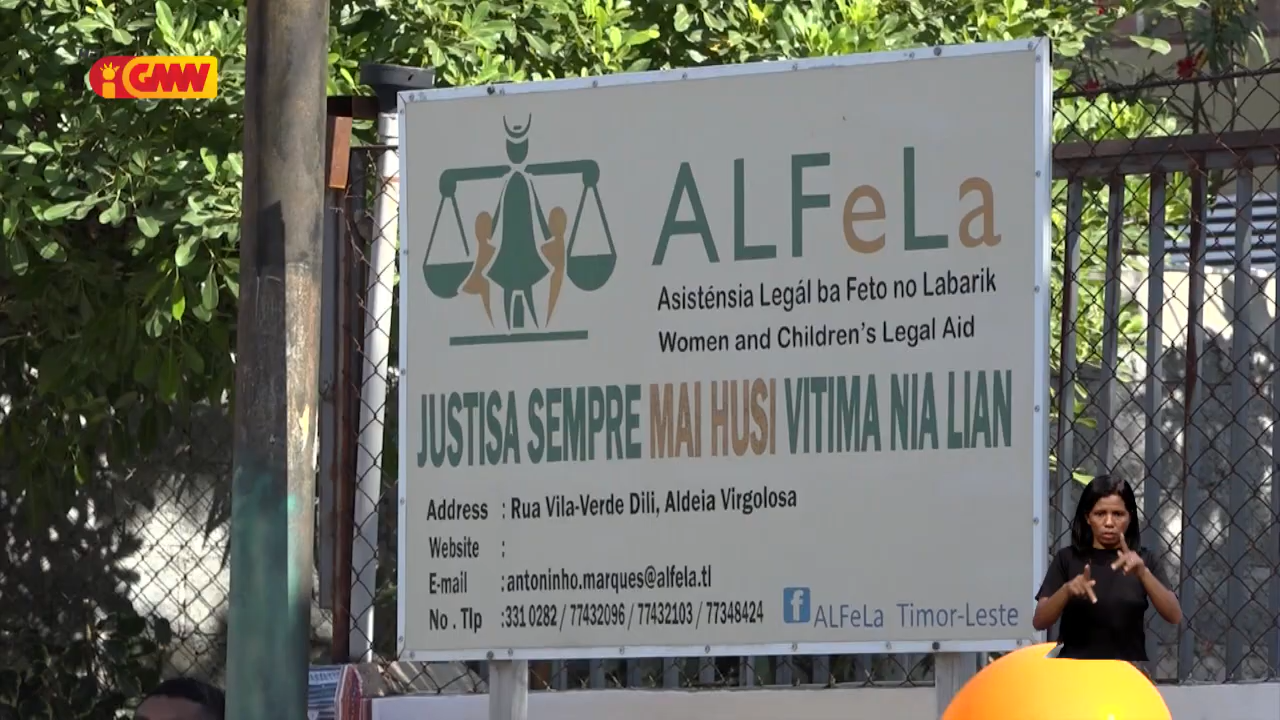 GMN
ALFeLa
Asisténsia Legál ba Feto no Labarik
Women and Children's Legal Aid
JUSTISA SEMPRE MAI HUSI VITIMA NIA LIAN
Address : Rua Vila-Verde Dili, Aldeia Virgolosa
Website :
E-mail : antoninho.marques@alfela.tl
No . Tlp : 331 0282 / 77432096 / 77432103 / 77348424
f ALFeLa Timor-Leste